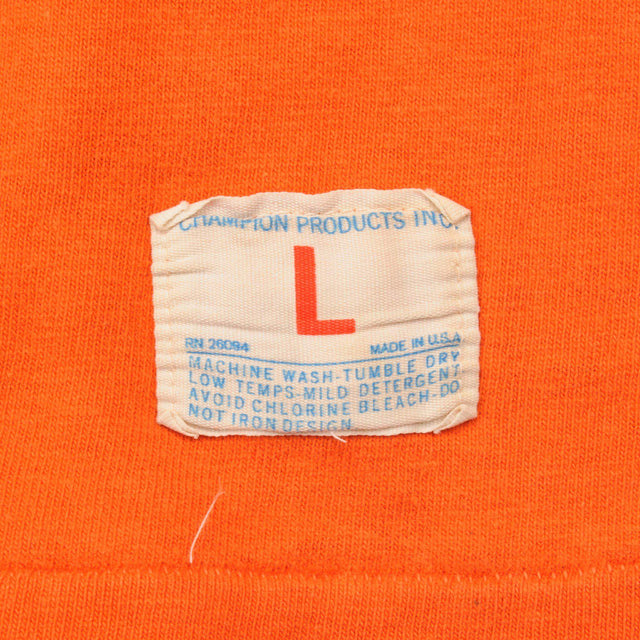 CHAMPION PRODUCTS INC.
L
RN 26094 MADE IN U.S.A
MACHINE WASH-TUMBLE DRY
LOW TEMPS-MILD DETERGENT
AVOID CHLORINE BLEACH-DO
NOT IRON DESIGN